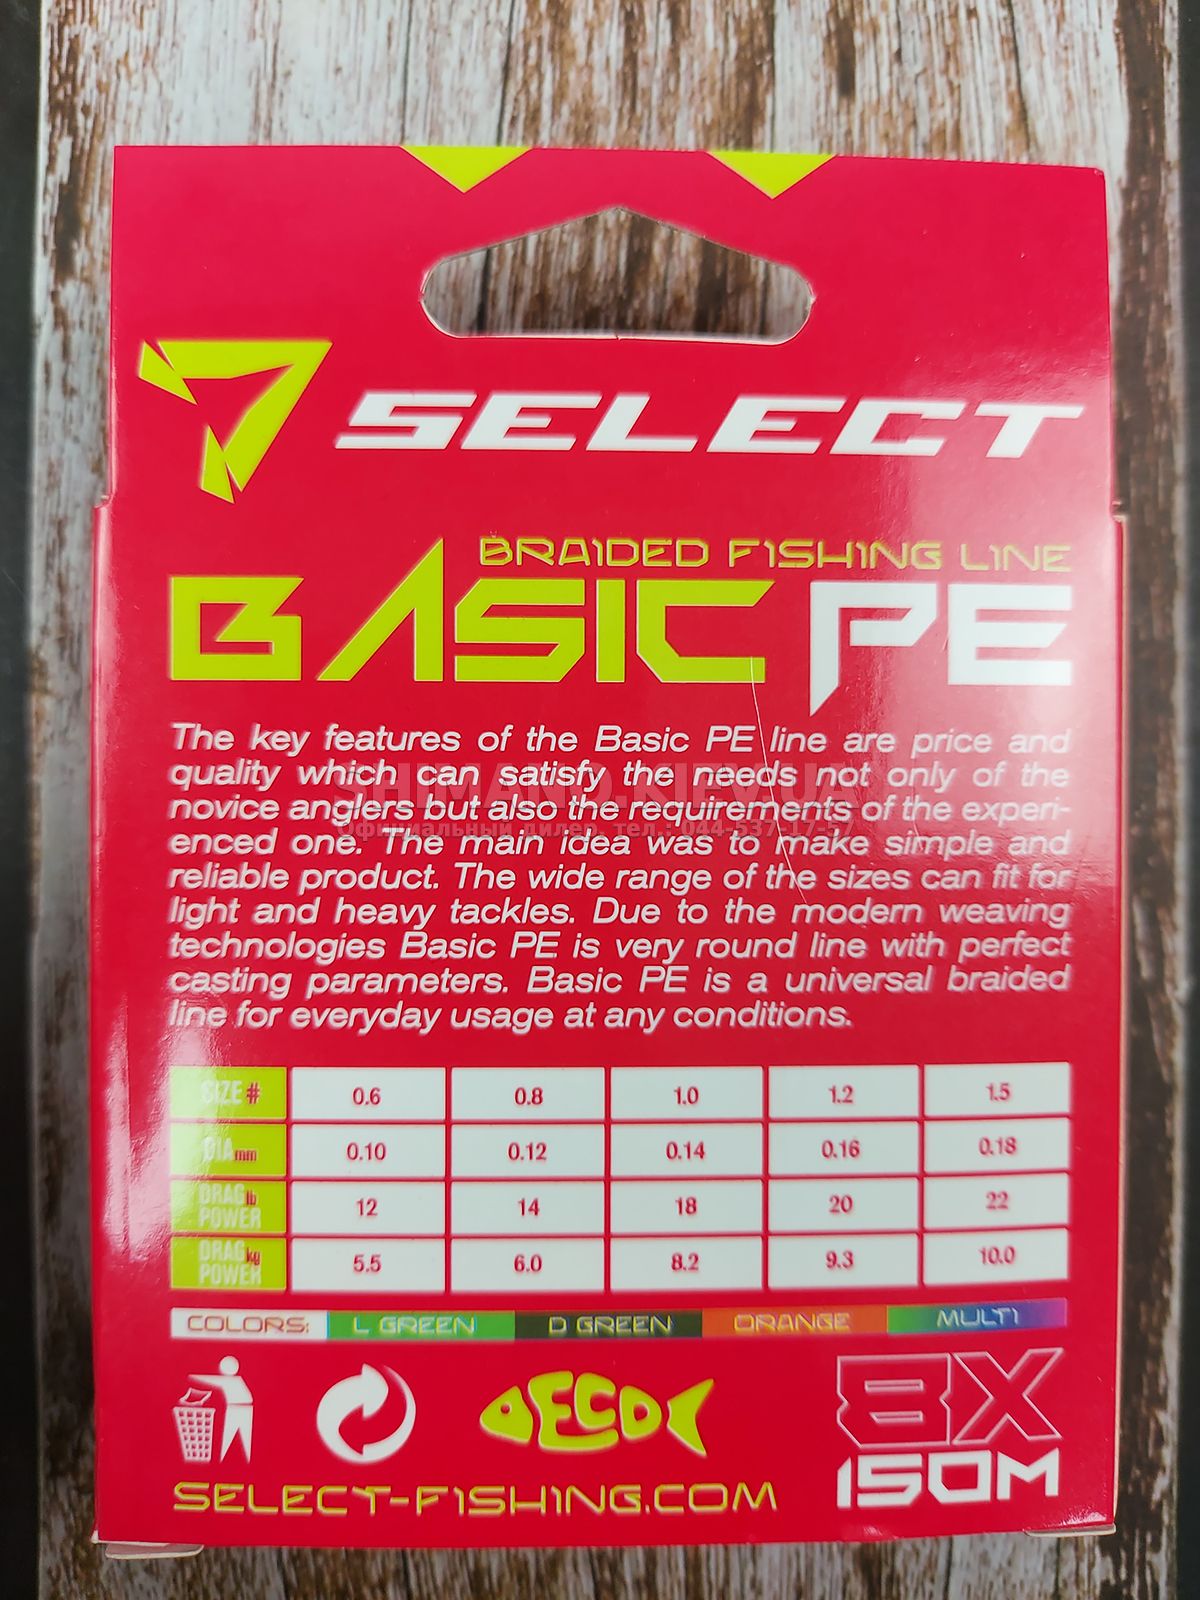 SELECT
BRAIDED FISHING LINE
BASIC PE
The key features of the Basic PE line are price and
quality which can satisfy the needs not only of the
novice anglers but also the requirements of the experi-
enced one. The main idea was to make simple and
reliable product. The wide range of the sizes can fit for
light and heavy tackles. Due to the modern weaving
technologies Basic PE is very round line with perfect
casting parameters. Basic PE is a universal braided
line for everyday usage at any conditions.
SHIMANO.KIEV.UA
Официальный дилер. тел.: 044-537-17-57
SIZE # 0.6 0.8 1.0 1.2 1.5
DIA mm 0.10 0.12 0.14 0.16 0.18
DRAG lb POWER 12 14 18 20 22
DRAG kg POWER 5.5 6.0 8.2 9.3 10.0
COLORS: L GREEN D GREEN ORANGE MULTI
ECO
8X
150M
SELECT-FISHING.COM